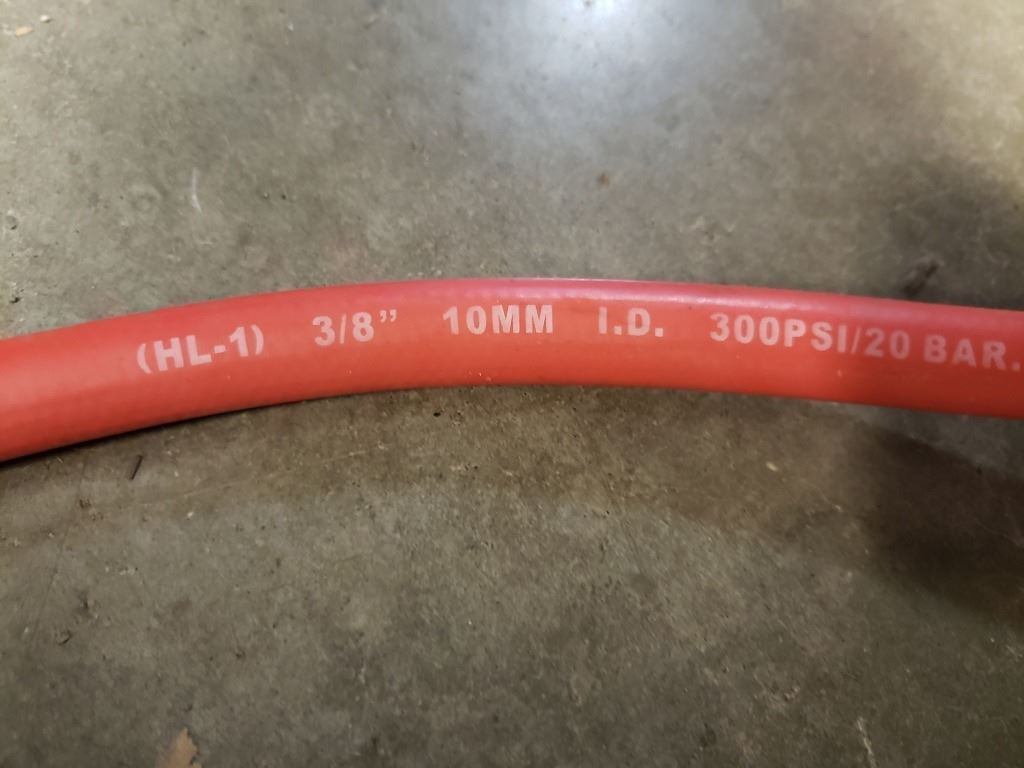 (HL-1) 3/8” 10MM I.D. 300PSI/20 BAR.